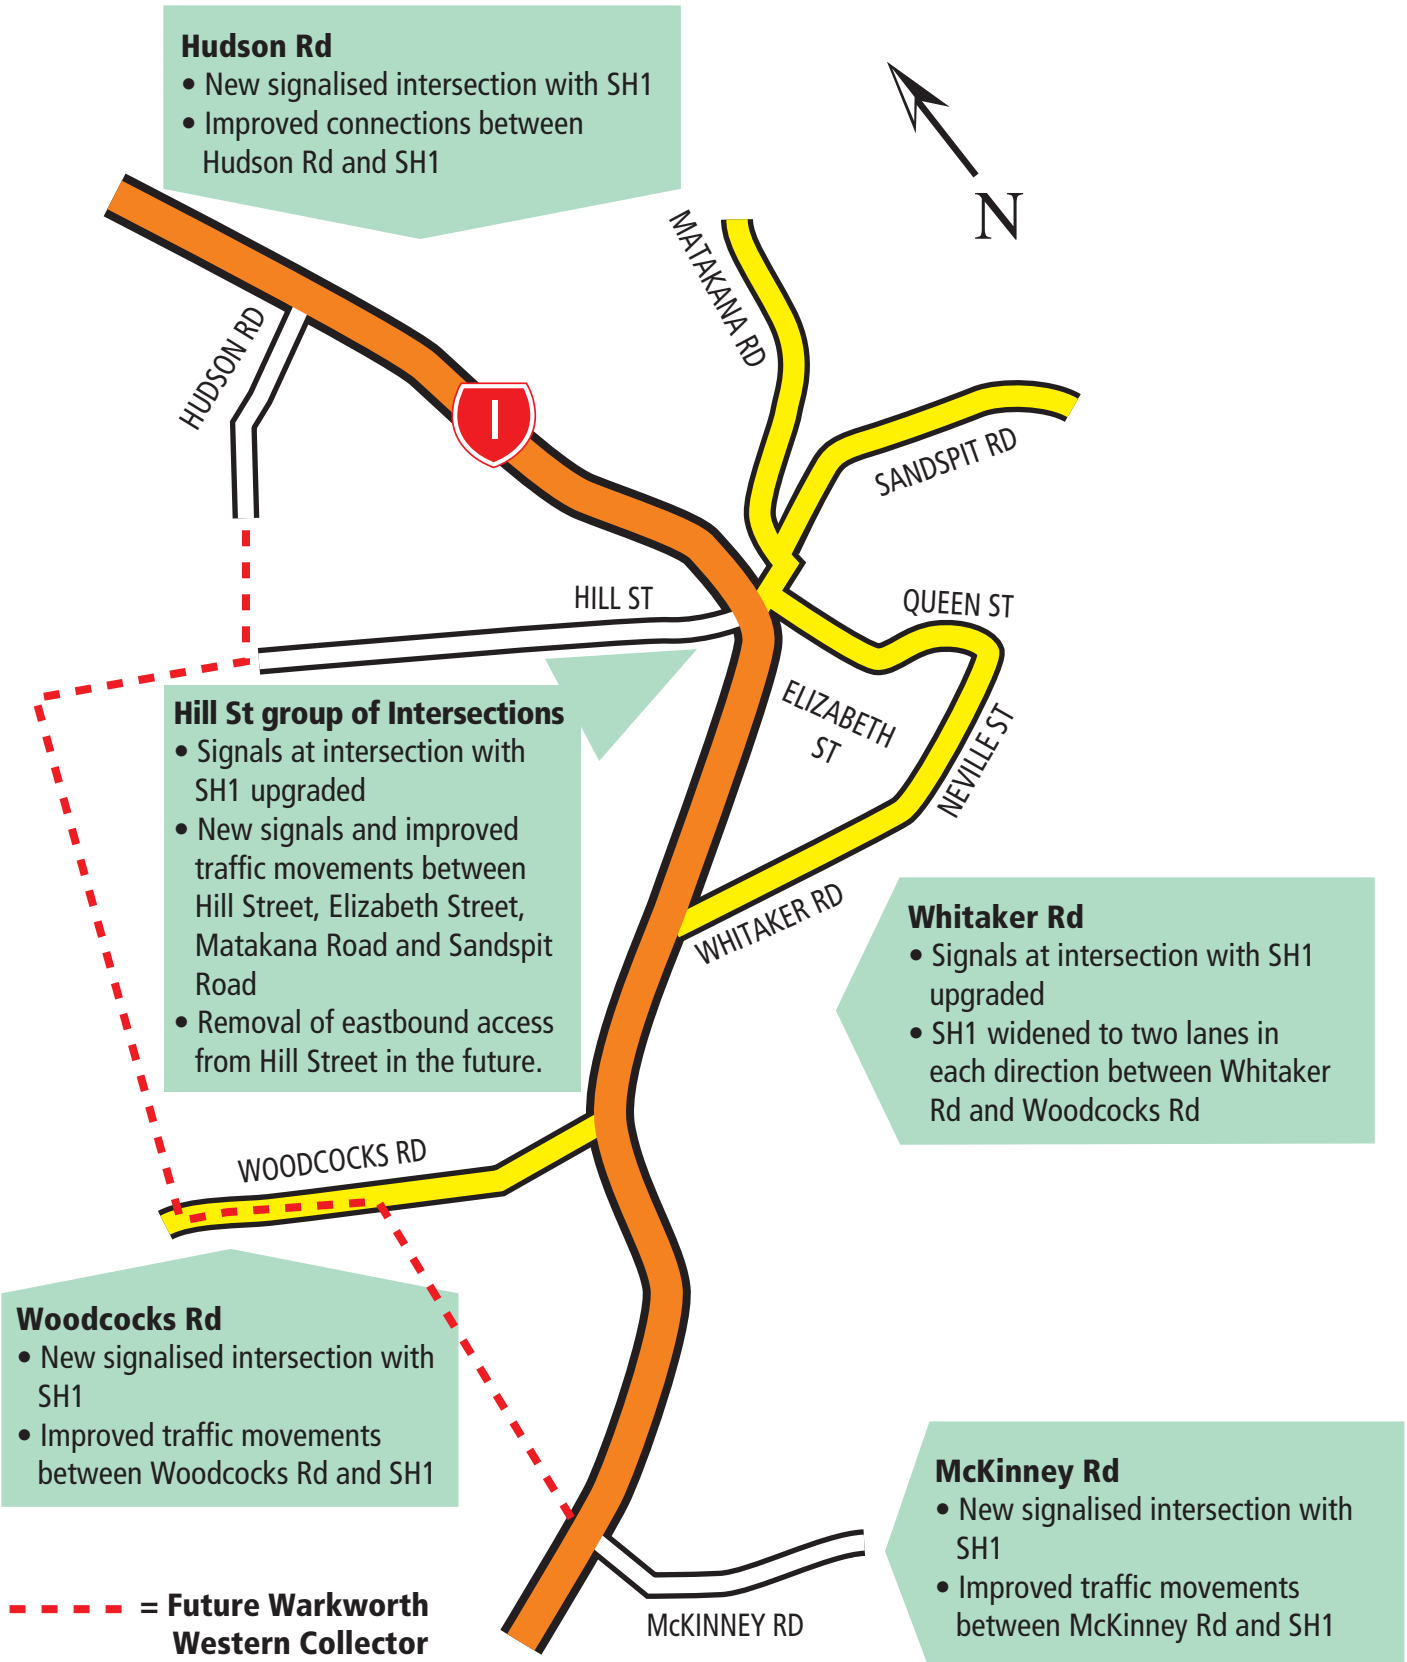 Hudson Rd
• New signalised intersection with SH1
• Improved connections between
Hudson Rd and SH1
N
MATAKANA RD
HUDSON RD
I
SANDSPIT RD
HILL ST
QUEEN ST
ELIZABETH
ST
NEVILLE ST
Hill St group of Intersections
• Signals at intersection with
SH1 upgraded
• New signals and improved
traffic movements between
Hill Street, Elizabeth Street,
Matakana Road and Sandspit
Road
• Removal of eastbound access
from Hill Street in the future.
WHITAKER RD
Whitaker Rd
• Signals at intersection with SH1
upgraded
• SH1 widened to two lanes in
each direction between Whitaker
Rd and Woodcocks Rd
WOODCOCKS RD
Woodcocks Rd
• New signalised intersection with
SH1
• Improved traffic movements
between Woodcocks Rd and SH1
McKinney Rd
• New signalised intersection with
SH1
• Improved traffic movements
between McKinney Rd and SH1
McKINNEY RD
= Future Warkworth
Western Collector